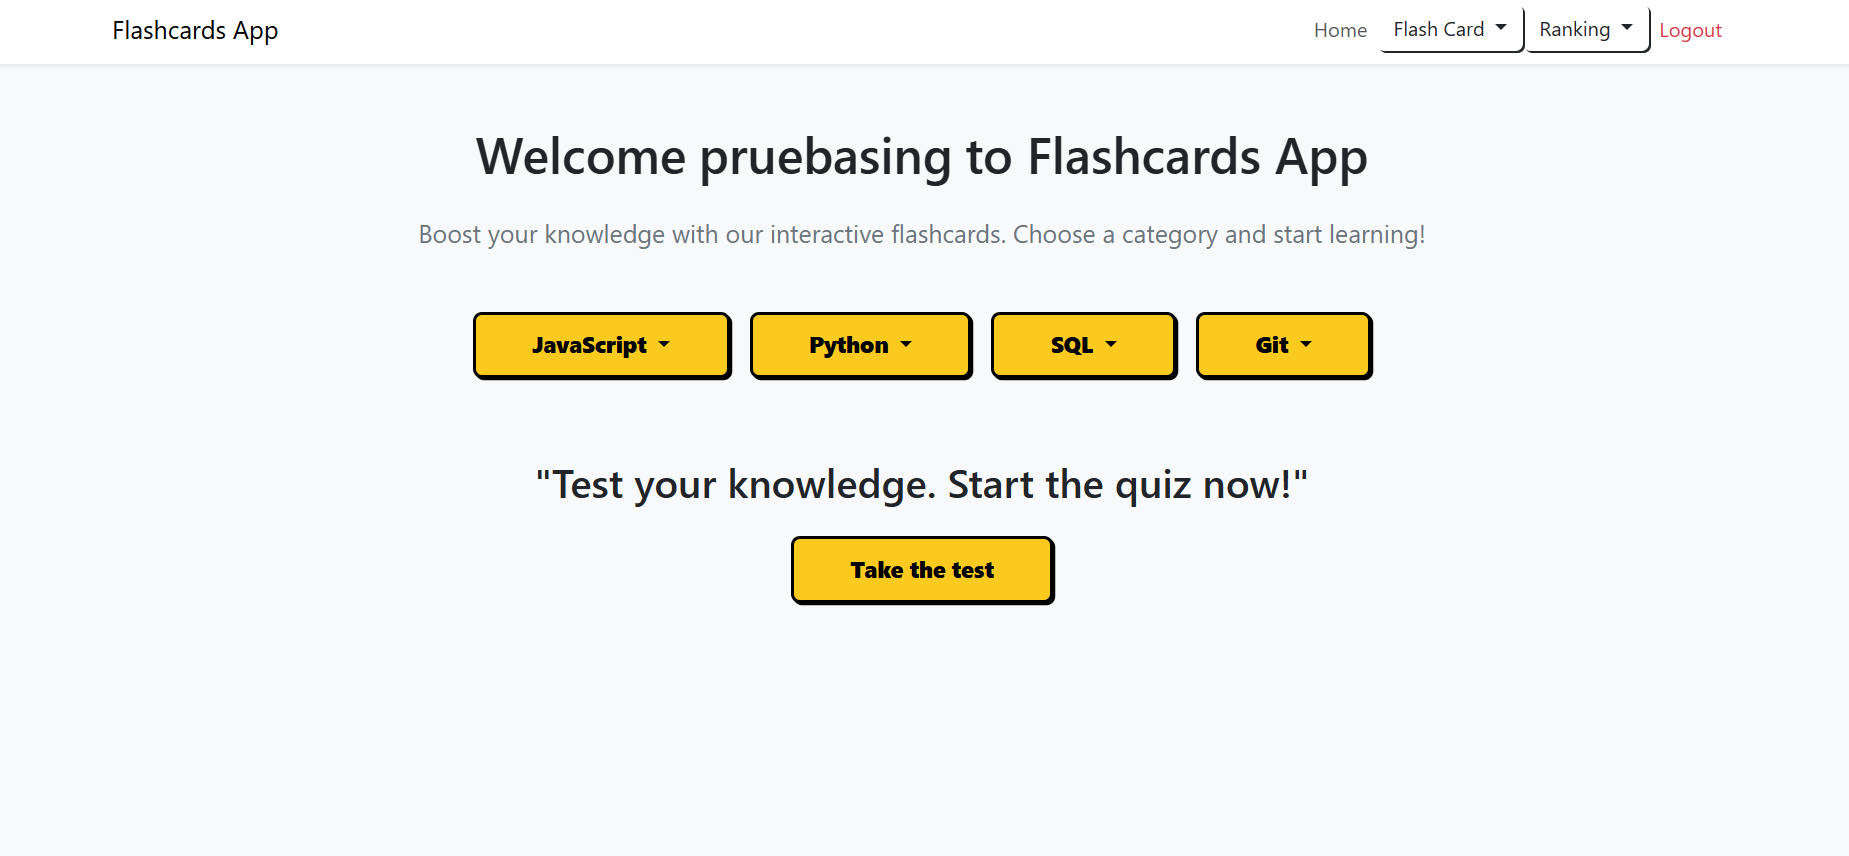 Flashcards App
Home Flash Card Ranking Logout
Welcome pruebasing to Flashcards App
Boost your knowledge with our interactive flashcards. Choose a category and start learning!
JavaScript Python SQL Git
"Test your knowledge. Start the quiz now!"
Take the test